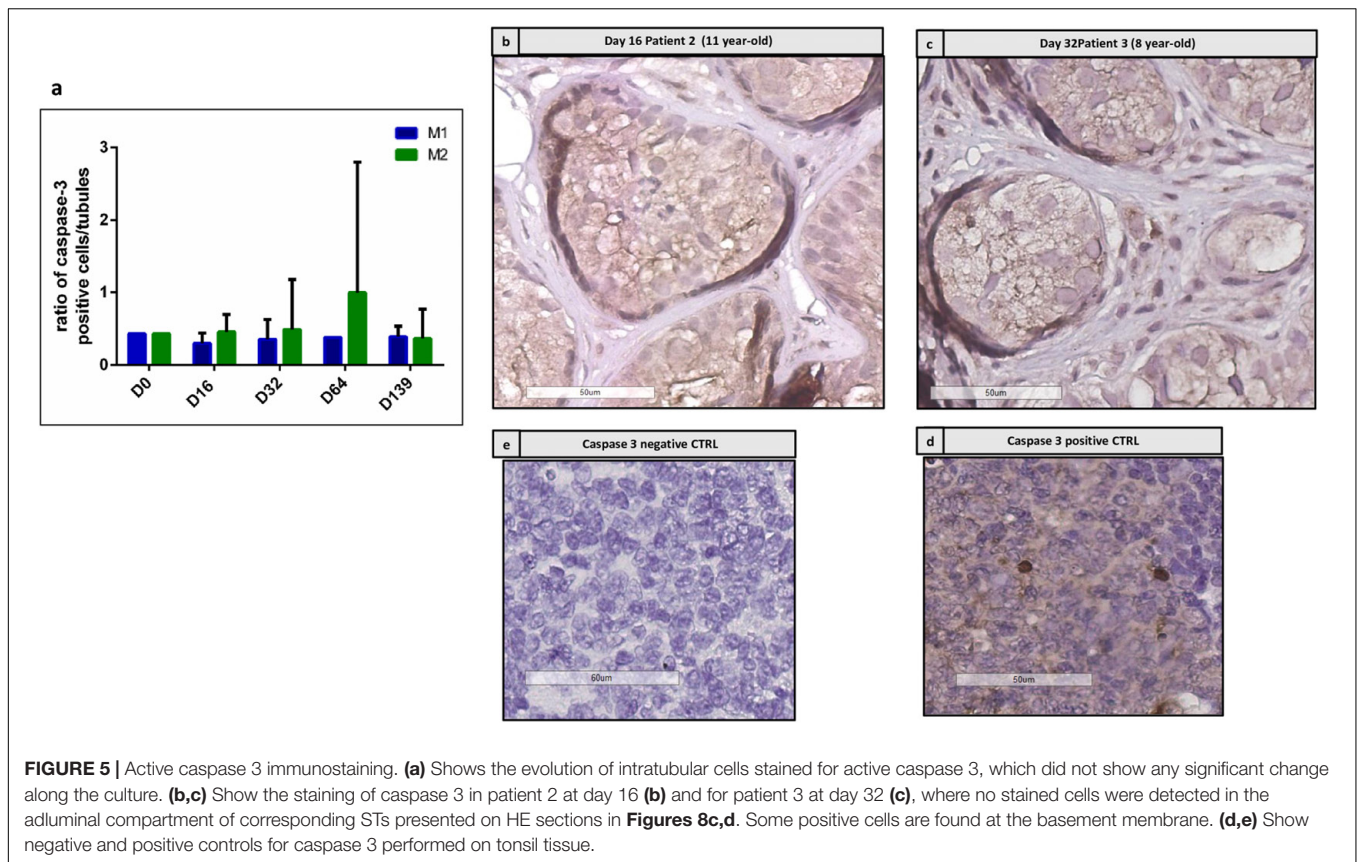 a
M1
M2
ratio of caspase-3
positive cells/tubules
3
2
1
0
D0
D16
D32
D64
D139
b
Day 16 Patient 2 (11 year-old)
50um
c
Day 32Patient 3 (8 year-old)
50um
e
Caspase 3 negative CTRL
60um
d
Caspase 3 positive CTRL
50um
FIGURE 5 | Active caspase 3 immunostaining. (a) Shows the evolution of intratubular cells stained for active caspase 3, which did not show any significant change
along the culture. (b,c) Show the staining of caspase 3 in patient 2 at day 16 (b) and for patient 3 at day 32 (c), where no stained cells were detected in the
adluminal compartment of corresponding STs presented on HE sections in Figures 8c,d. Some positive cells are found at the basement membrane. (d,e) Show
negative and positive controls for caspase 3 performed on tonsil tissue.